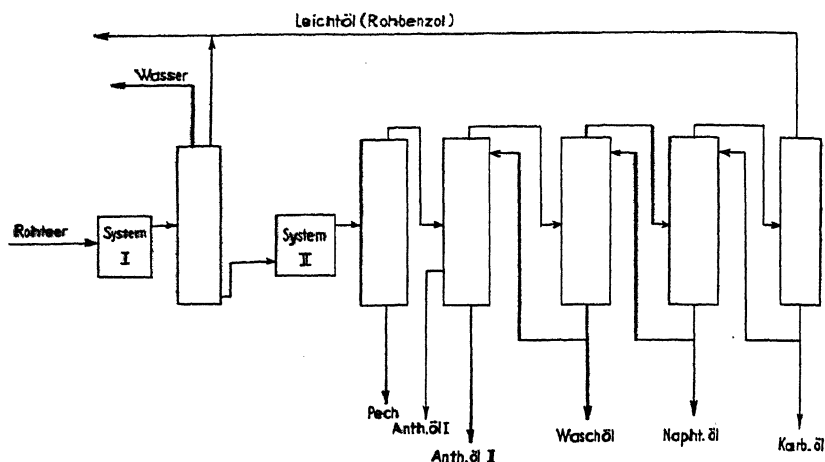 Leichtöl (Rohbenzol)
Wasser
Rohteer
System
I
System
II
Pech
Anth.öl I
Anth.öl II
Waschöl
Napht.öl
Karb.öl